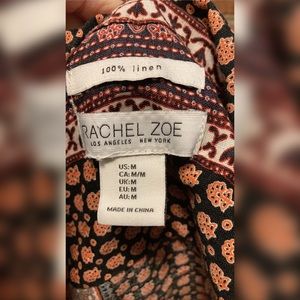 100% linen
RACHEL ZOE
LOS ANGELES NEW YORK
US: M
CA: M/M
UK: M
EU: M
AU: M
MADE IN CHINA